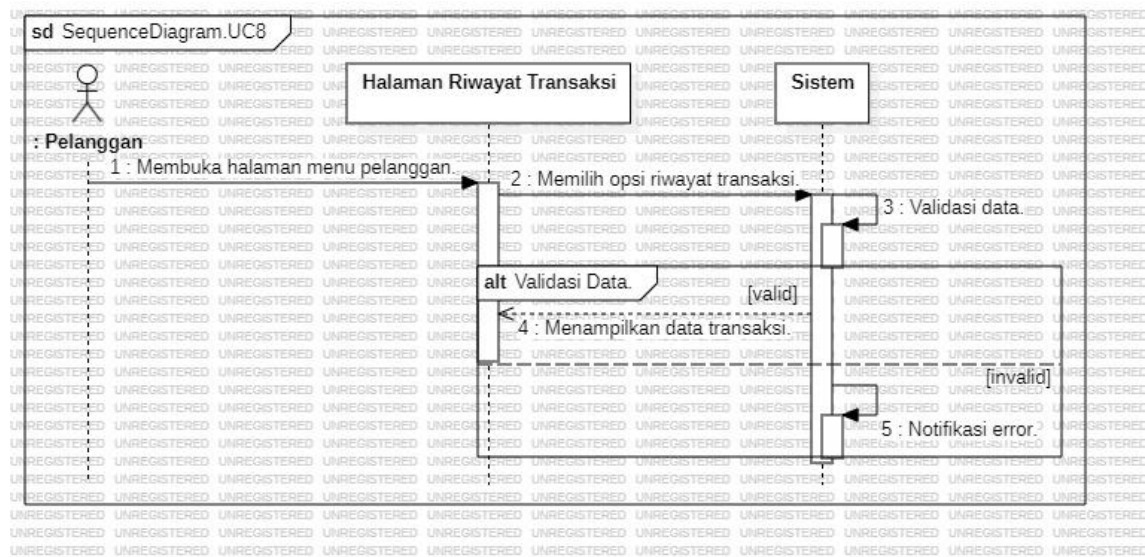 sd SequenceDiagram.UC8
Halaman Riwayat Transaksi
Sistem
: Pelanggan
1 : Membuka halaman menu pelanggan.
2 : Memilih opsi riwayat transaksi.
3 : Validasi data.
alt Validasi Data.
[valid]
4 : Menampilkan data transaksi.
[invalid]
5 : Notifikasi error.
UNREGISTERED